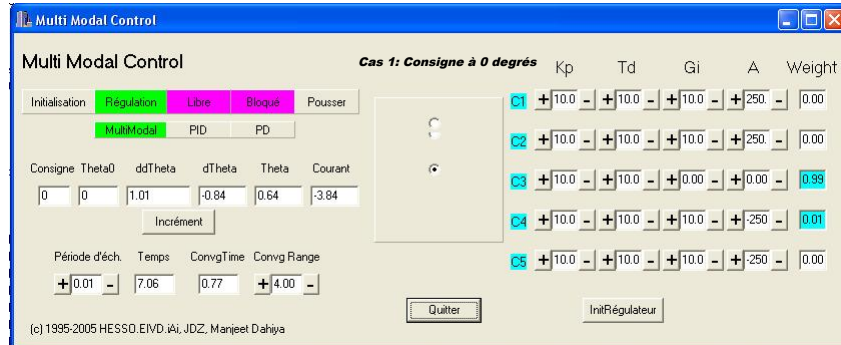 Multi Modal Control
Multi Modal Control
Cas 1: Consigne à 0 degrés
Kp Td Gi A Weight
Initialisation Régulation Libre Bloqué Pousser
MultiModal PID PD
C1 + 10.0 - + 10.0 - + 10.0 - + 250. - 0.00
C2 + 10.0 - + 10.0 - + 10.0 - + 250. - 0.00
Consigne Theta0 ddTheta dTheta Theta Courant
0 0 1.01 -0.84 0.64 -3.84
C3 + 10.0 - + 10.0 - + 0.00 - + 0.00 - 0.99
Incrément
C4 + 10.0 - + 10.0 - + 10.0 - + -250 - 0.01
Période d'éch. Temps ConvgTime Convg Range
C5 + 10.0 - + 10.0 - + 10.0 - + -250 - 0.00
+ 0.01 - 7.06 0.77 + 4.00 -
Quitter InitRégulateur
(c) 1995-2005 HESSO.EIVD.iAi, JDZ, Manjeet Dahiya